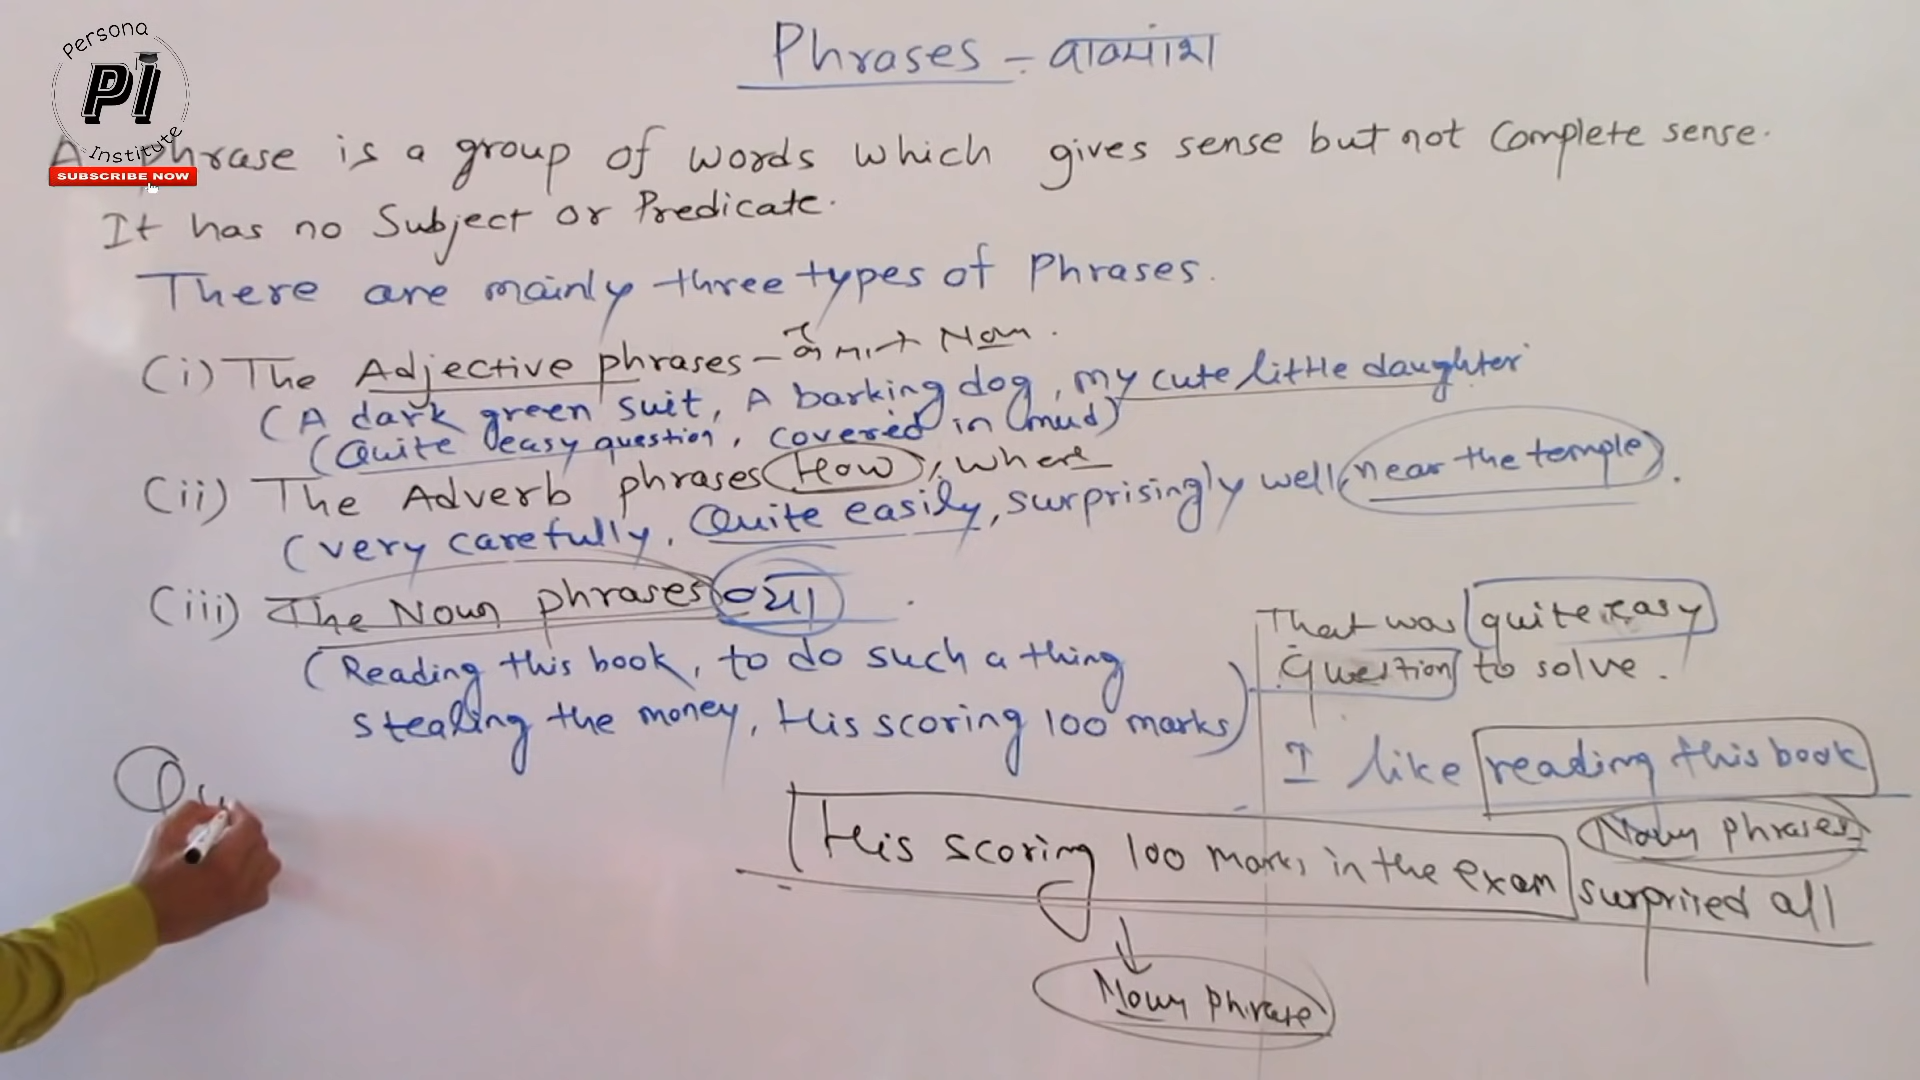 Persona
PI
Institute
SUBSCRIBE NOW
Phrases - वाक्यांश
A phrase is a group of words which gives sense but not complete sense.
It has no Subject or Predicate.
There are mainly three types of Phrases.
(i) The Adjective phrases - Noun.
(A dark green suit, A barking dog, my cute little daughter
(Quite easy question, covered in mud)
(ii) The Adverb phrases How, where
(very carefully, Quite easily, surprisingly well, near the temple).
(iii) The Noun phrases क्या
(Reading this book, to do such a thing
stealing the money, His scoring 100 marks)
That was quite easy
question to solve.
I like reading this book
Noun phrases
His scoring 100 marks in the exam surprised all
Noun phrase